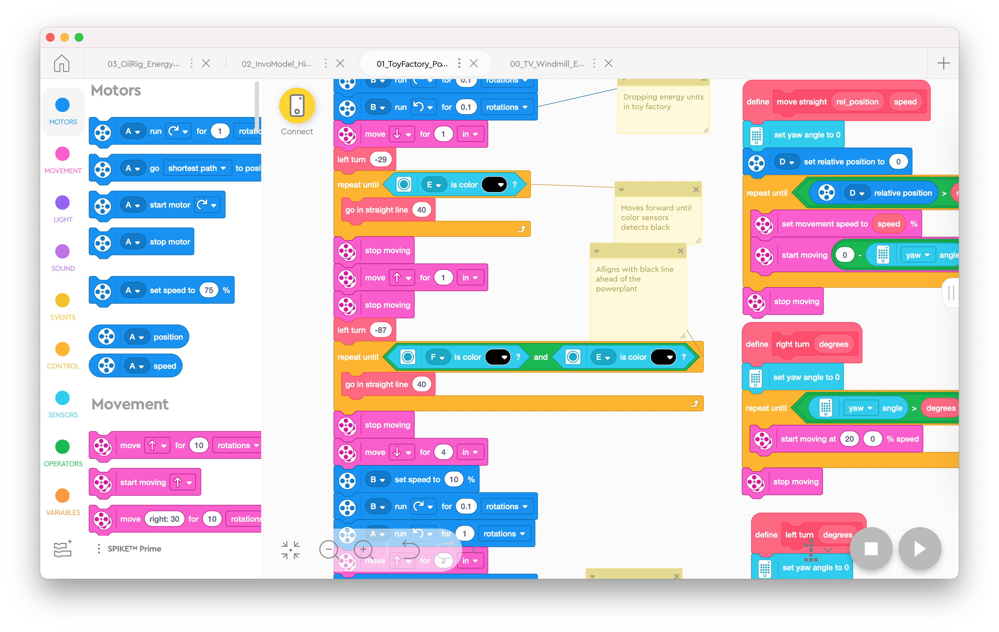 03_OilRig_Energy...
02_InvoModel_Hi...
01_ToyFactory_Po...
00_TV_Windmill_E...
MOTORS
MOVEMENT
LIGHT
SOUND
EVENTS
CONTROL
SENSORS
OPERATORS
VARIABLES
Motors
A run for 1
A go shortest path to
A start motor
A stop motor
A set speed to 75 %
A position
A speed
Movement
move for 10 rotations
start moving
move right: 30 for 10 rotations
SPIKE™ Prime
Connect
B run for 0.1 rotations
B run for 0.1 rotations
move for 1 in
left turn -29
repeat until E is color ?
go in straight line 40
stop moving
move for 1 in
stop moving
left turn -87
repeat until F is color ? and E is color ?
go in straight line 40
stop moving
move for 4 in
B set speed to 10 %
B run for 0.1 rotations
A run for 1 rotations
move for 2 in
Dropping energy units
in toy factory
Moves forward until
color sensors
detects black
Alligns with black line
ahead of the
powerplant
define move straight rel_position speed
set yaw angle to 0
D set relative position to 0
repeat until D relative position >
set movement speed to speed %
start moving 0 - yaw angle
stop moving
define right turn degrees
set yaw angle to 0
repeat until yaw angle > degrees
start moving at 20 0 % speed
stop moving
define left turn degrees
set yaw angle to 0